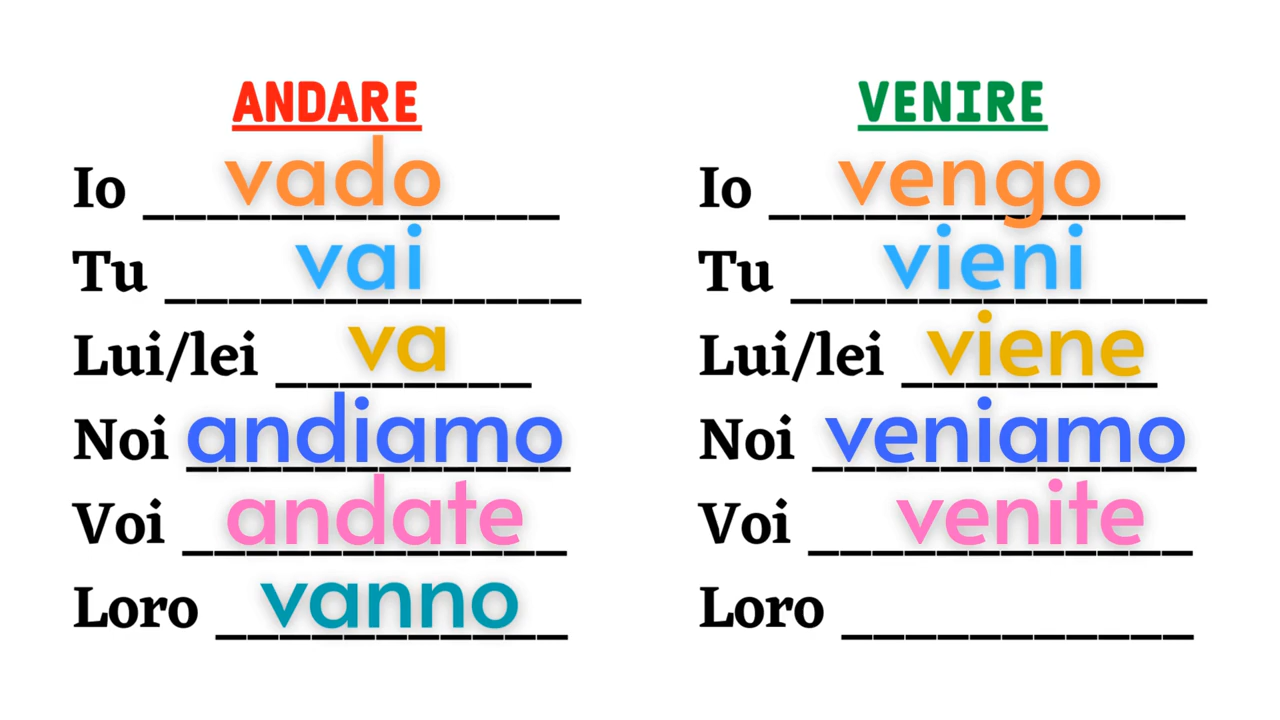 ANDARE
Io vado
Tu vai
Lui/lei va
Noi andiamo
Voi andate
Loro vanno
VENIRE
Io vengo
Tu vieni
Lui/lei viene
Noi veniamo
Voi venite
Loro ___________